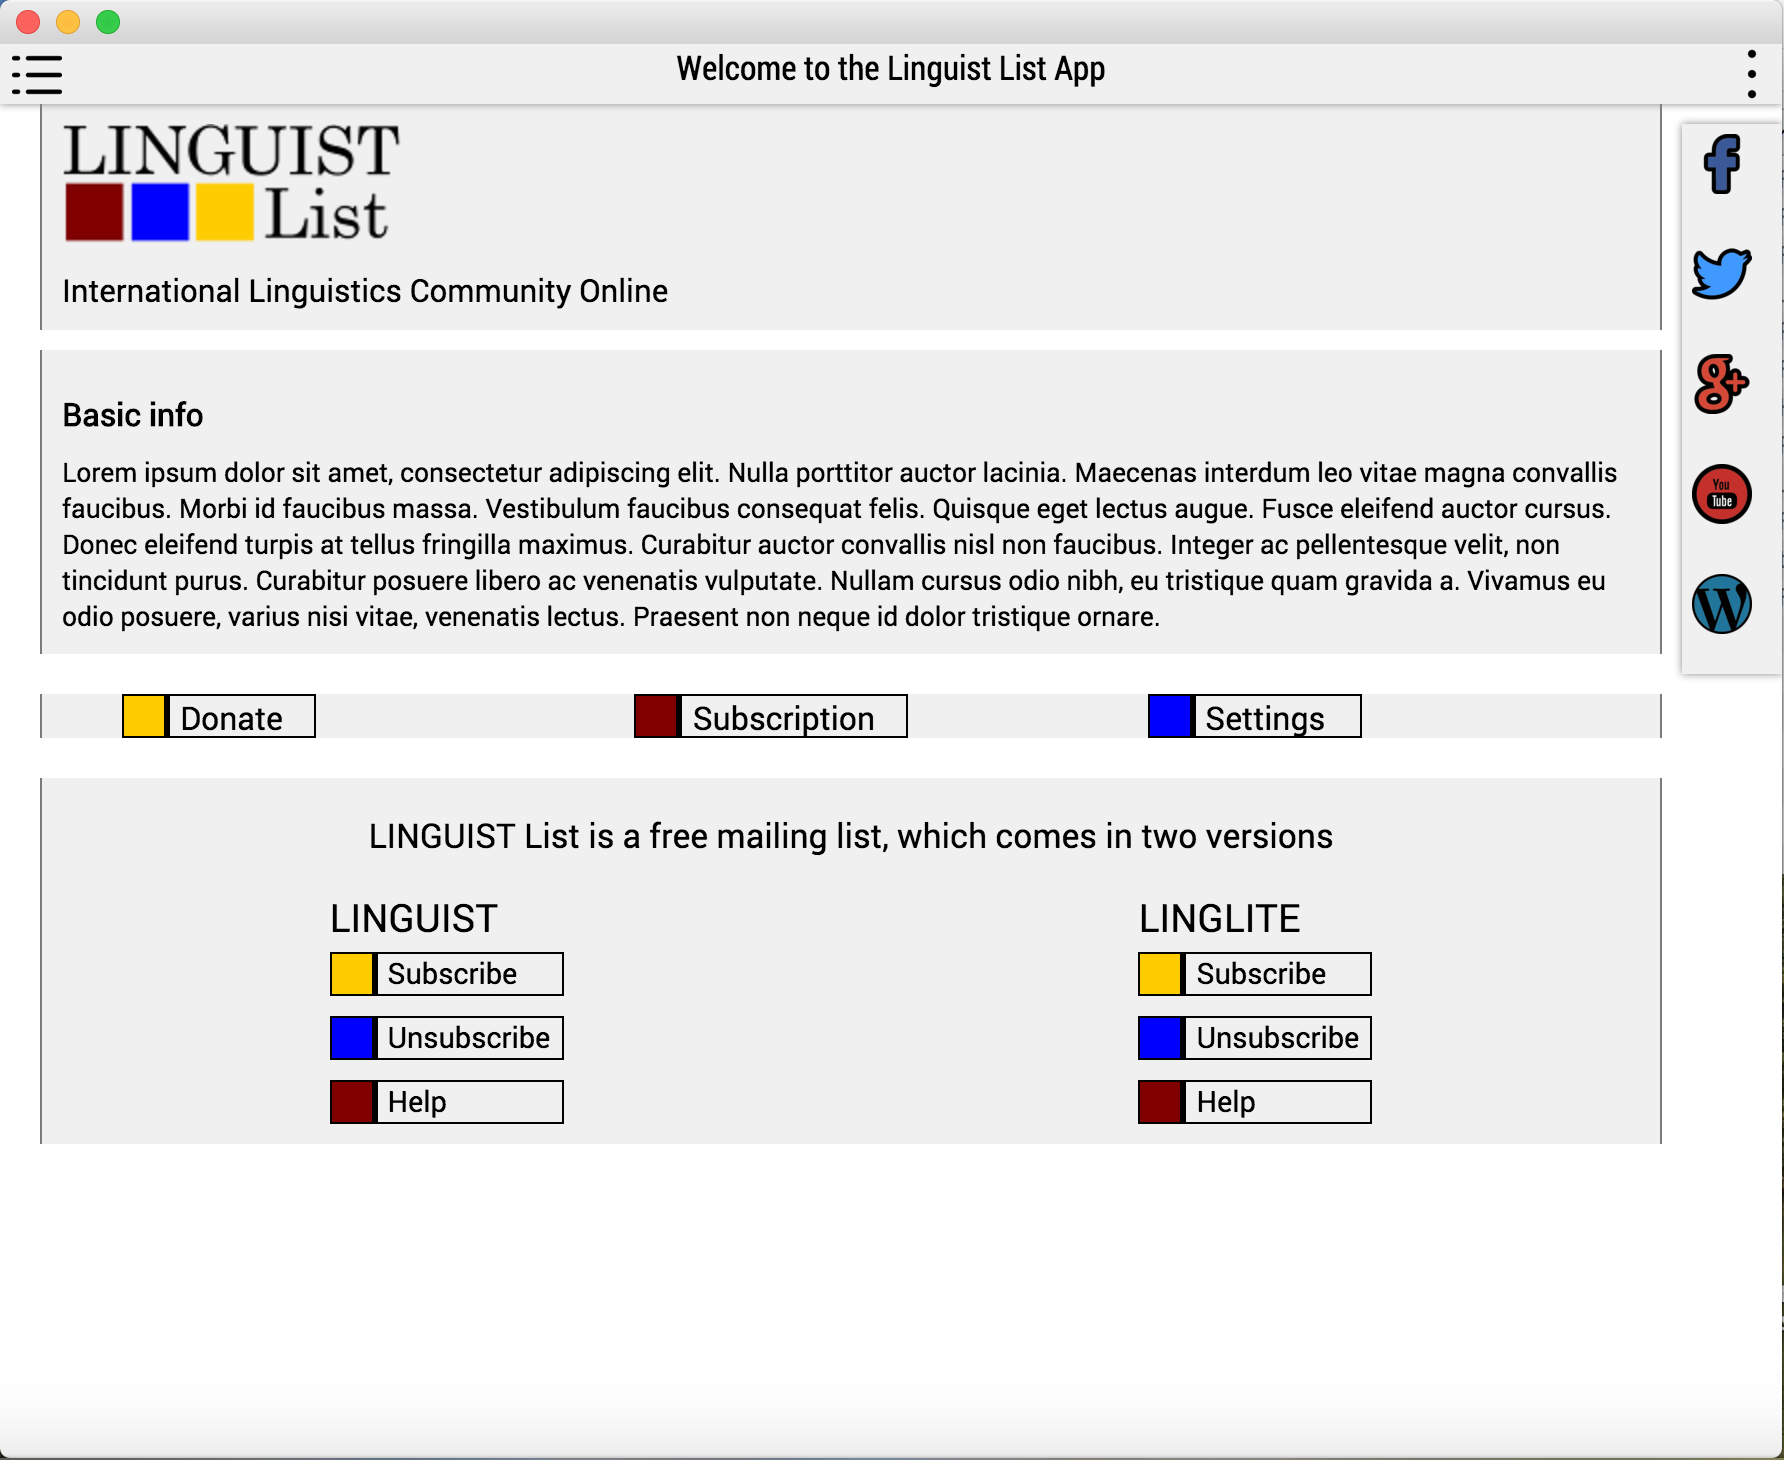 Welcome to the Linguist List App
LINGUIST
List
International Linguistics Community Online
Basic info
Lorem ipsum dolor sit amet, consectetur adipiscing elit. Nulla porttitor auctor lacinia. Maecenas interdum leo vitae magna convallis
faucibus. Morbi id faucibus massa. Vestibulum faucibus consequat felis. Quisque eget lectus augue. Fusce eleifend auctor cursus.
Donec eleifend turpis at tellus fringilla maximus. Curabitur auctor convallis nisl non faucibus. Integer ac pellentesque velit, non
tincidunt purus. Curabitur posuere libero ac venenatis vulputate. Nullam cursus odio nibh, eu tristique quam gravida a. Vivamus eu
odio posuere, varius nisi vitae, venenatis lectus. Praesent non neque id dolor tristique ornare.
f
g+
You
Tube
W
Donate
Subscription
Settings
LINGUIST List is a free mailing list, which comes in two versions
LINGUIST
Subscribe
Unsubscribe
Help
LINGLITE
Subscribe
Unsubscribe
Help